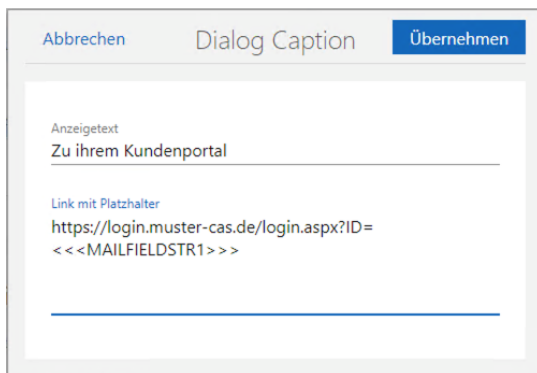 Abbrechen Dialog Caption Übernehmen
Anzeigetext
Zu ihrem Kundenportal
Link mit Platzhalter
https://login.muster-cas.de/login.aspx?ID=
<<<MAILFIELDSTR1>>>